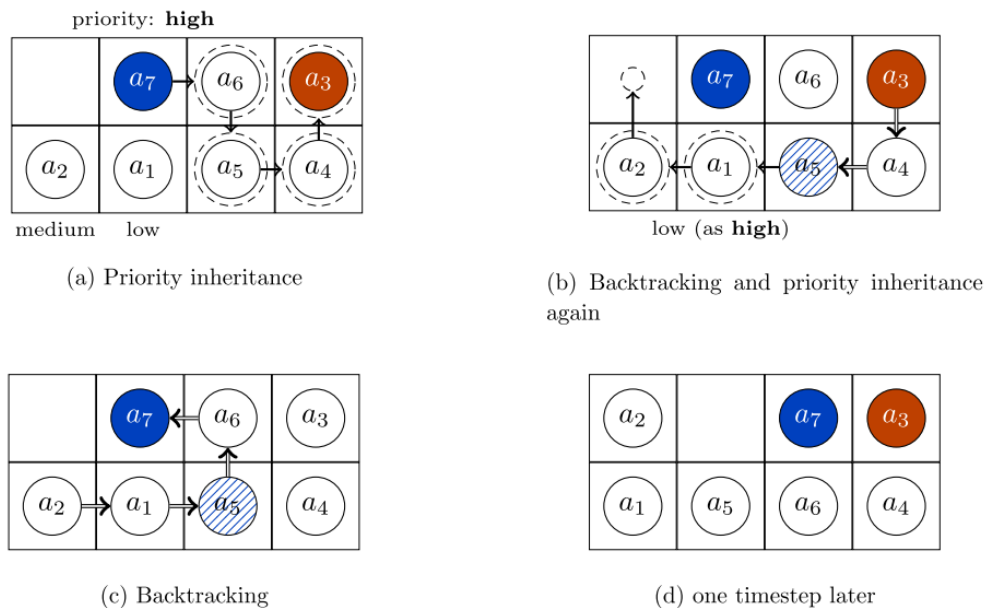 priority: high
a7 a6 a3
a2 a1 a5 a4
medium low
(a) Priority inheritance
a7 a6 a3
a2 a1 a5 a4
low (as high)
(b) Backtracking and priority inheritance
again
a7 a6 a3
a2 a1 a5 a4
(c) Backtracking
a2 a7 a3
a1 a5 a6 a4
(d) one timestep later